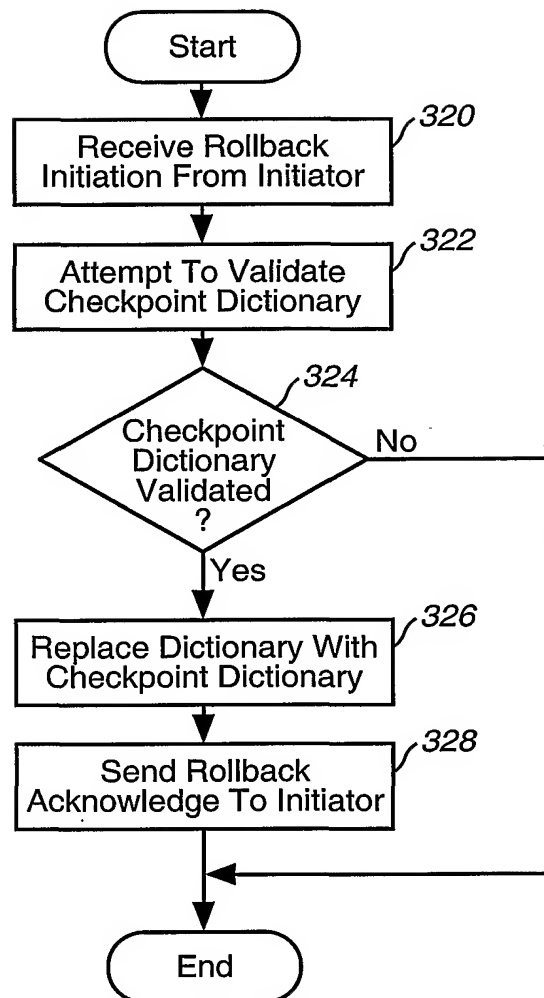 Start
320
Receive Rollback
Initiation From Initiator
322
Attempt To Validate
Checkpoint Dictionary
324
Checkpoint
Dictionary
Validated
?
No
Yes
326
Replace Dictionary With
Checkpoint Dictionary
328
Send Rollback
Acknowledge To Initiator
End